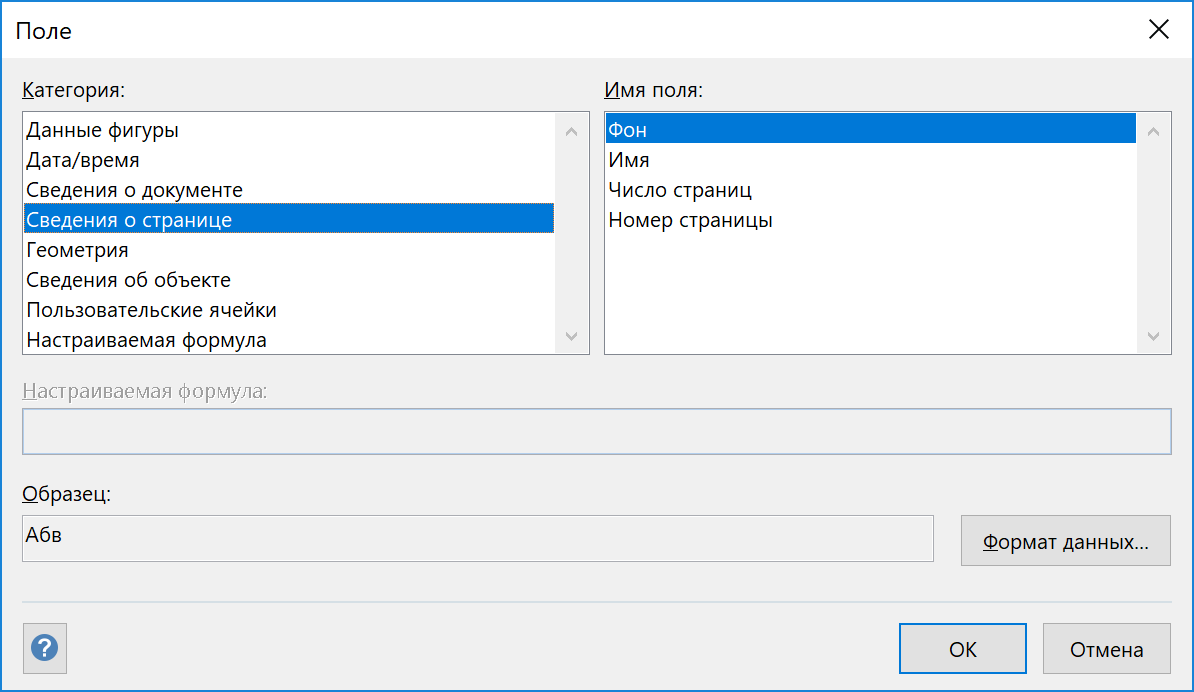 Поле
Категория:
Данные фигуры
Дата/время
Сведения о документе
Сведения о странице
Геометрия
Сведения об объекте
Пользовательские ячейки
Настраиваемая формула
Имя поля:
Фон
Имя
Число страниц
Номер страницы
Настраиваемая формула:
Образец:
Абв
Формат данных...
?
ОК
Отмена